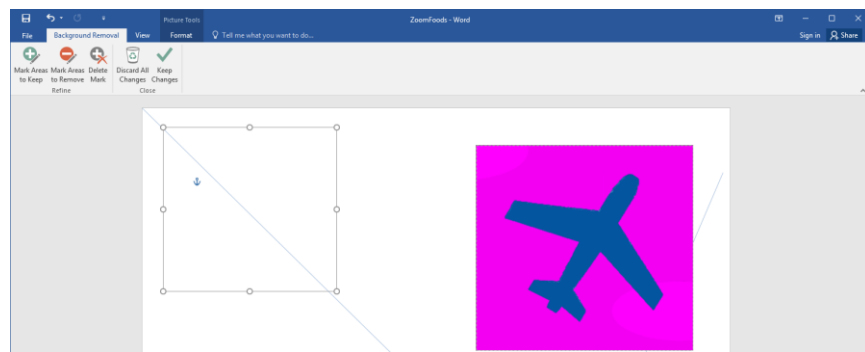 Picture Tools
ZoomFoods - Word
File Background Removal View Format Tell me what you want to do... Sign in Share
Mark Areas to Keep
Mark Areas to Remove
Delete Mark
Discard All Changes
Keep Changes
Refine Close